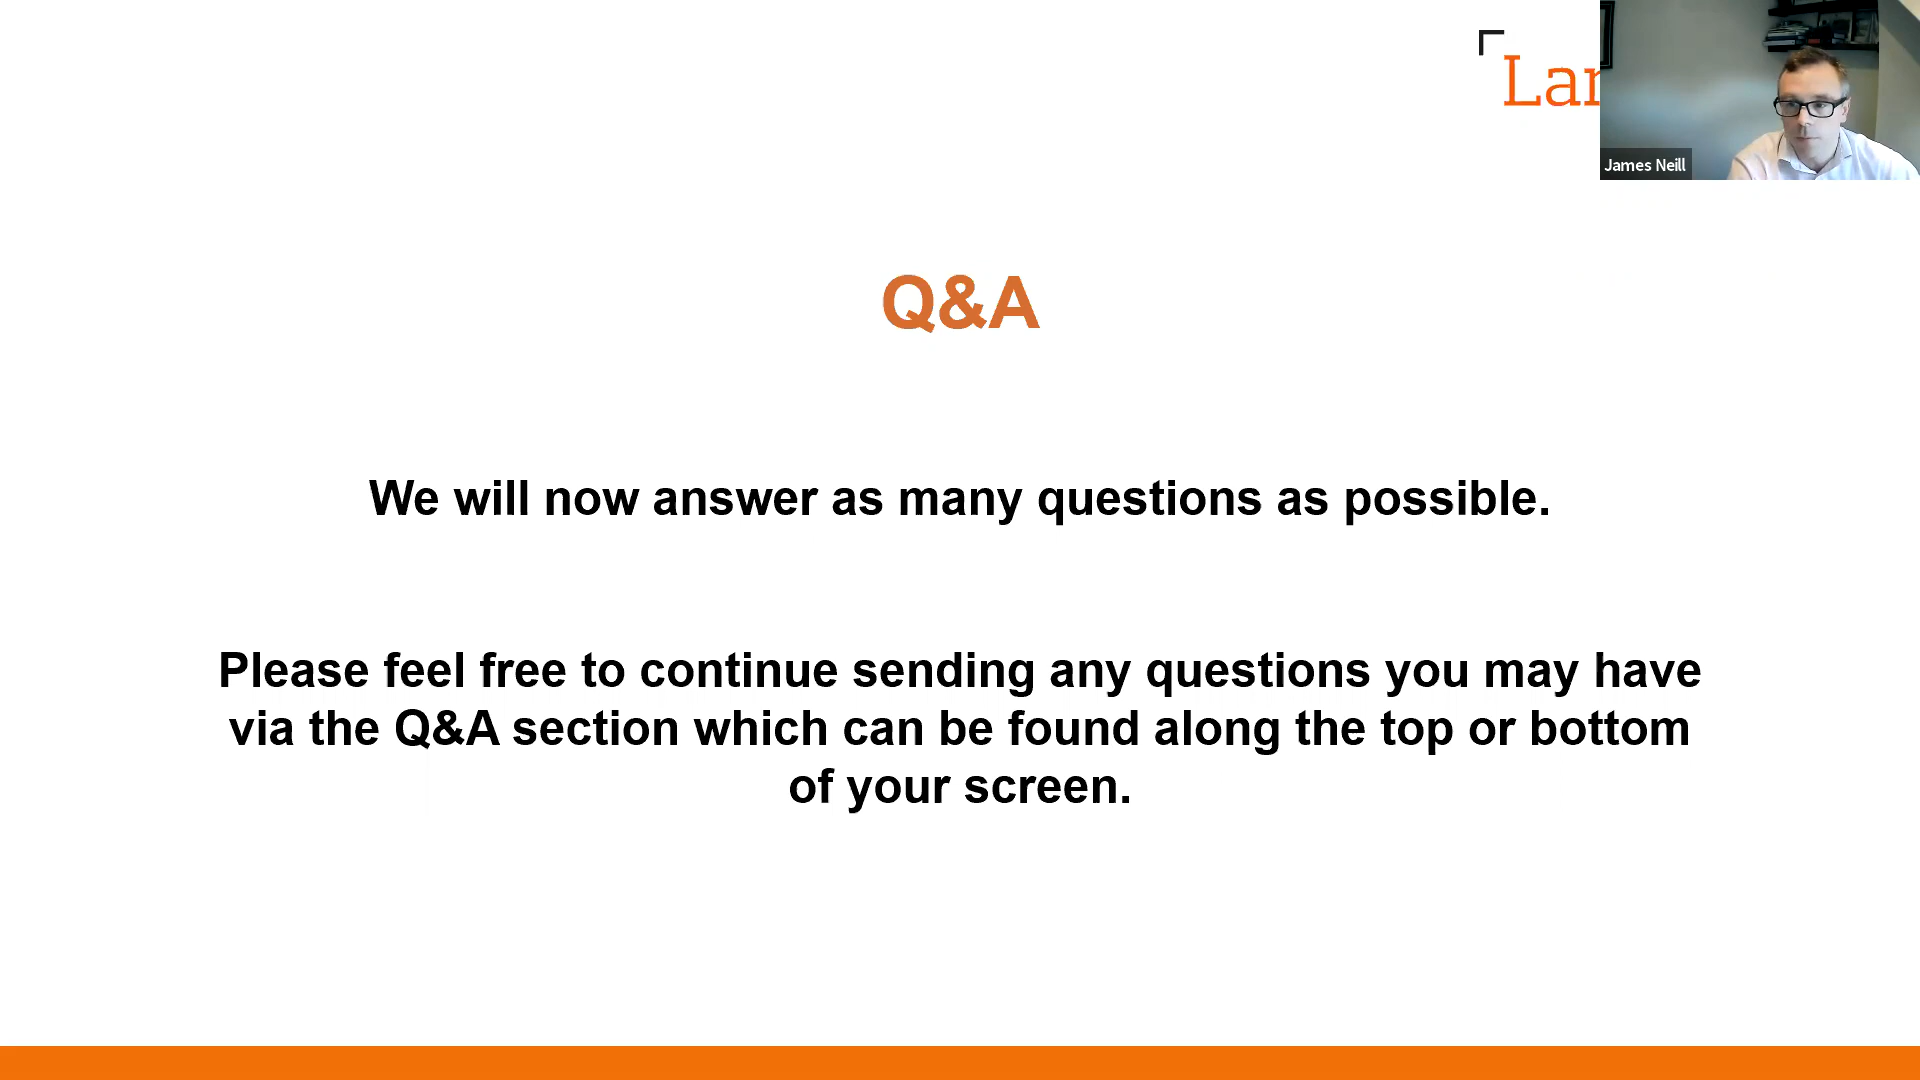 Lar
James Neill
Q&A
We will now answer as many questions as possible.
Please feel free to continue sending any questions you may have
via the Q&A section which can be found along the top or bottom
of your screen.